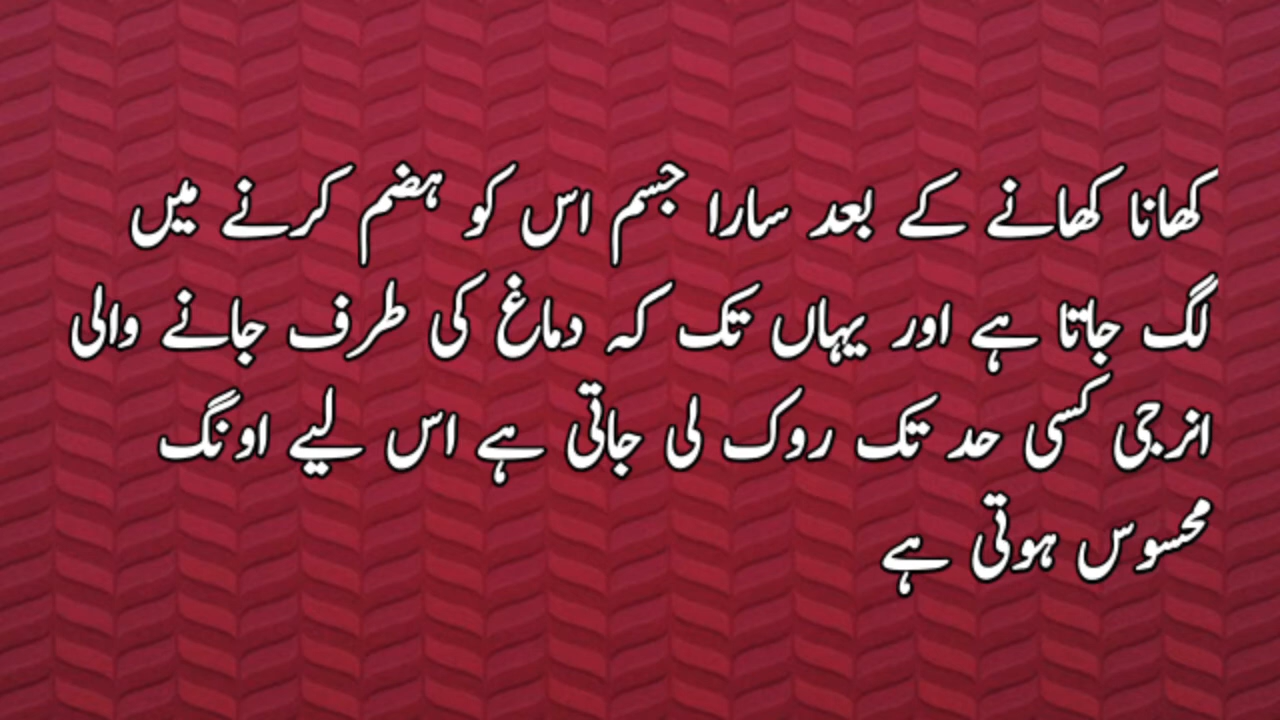 کھانا کھانے کے بعد سارا جسم اس کو ہضم کرنے میں
لگ جاتا ہے اور یہاں تک کہ دماغ کی طرف جانے والی
انرجی کسی حد تک روک لی جاتی ہے اس لیے اونگ
محسوس ہوتی ہے